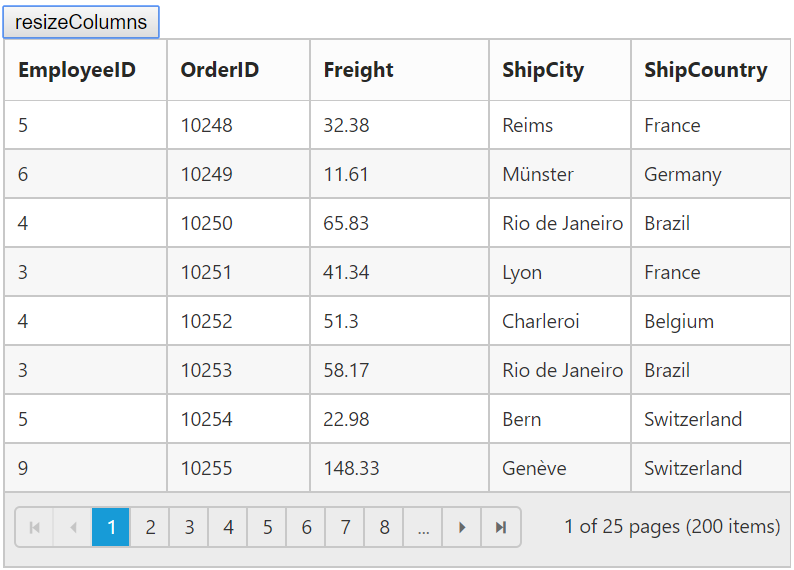 resizeColumns
EmployeeID OrderID Freight ShipCity ShipCountry
5 10248 32.38 Reims France
6 10249 11.61 Münster Germany
4 10250 65.83 Rio de Janeiro Brazil
3 10251 41.34 Lyon France
4 10252 51.3 Charleroi Belgium
3 10253 58.17 Rio de Janeiro Brazil
5 10254 22.98 Bern Switzerland
9 10255 148.33 Genève Switzerland
1 2 3 4 5 6 7 8 ... 1 of 25 pages (200 items)